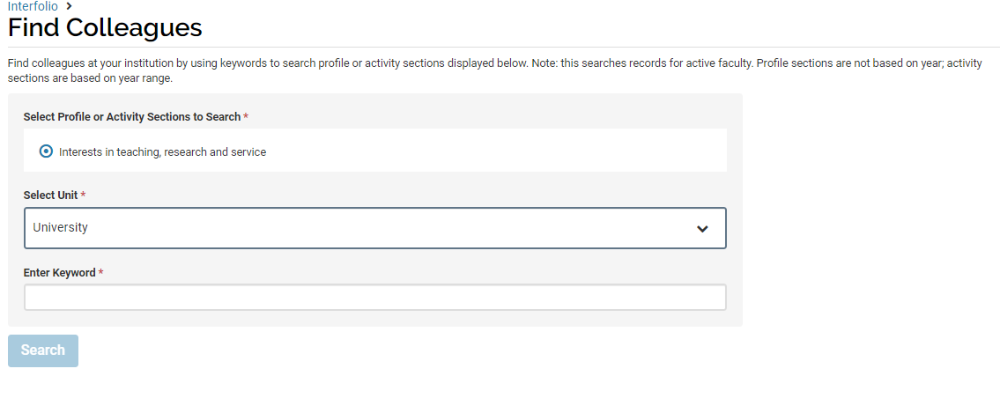 Interfolio >
Find Colleagues
Find colleagues at your institution by using keywords to search profile or activity sections displayed below. Note: this searches records for active faculty. Profile sections are not based on year; activity
sections are based on year range.
Select Profile or Activity Sections to Search *
Interests in teaching, research and service
Select Unit *
University
Enter Keyword *
Search